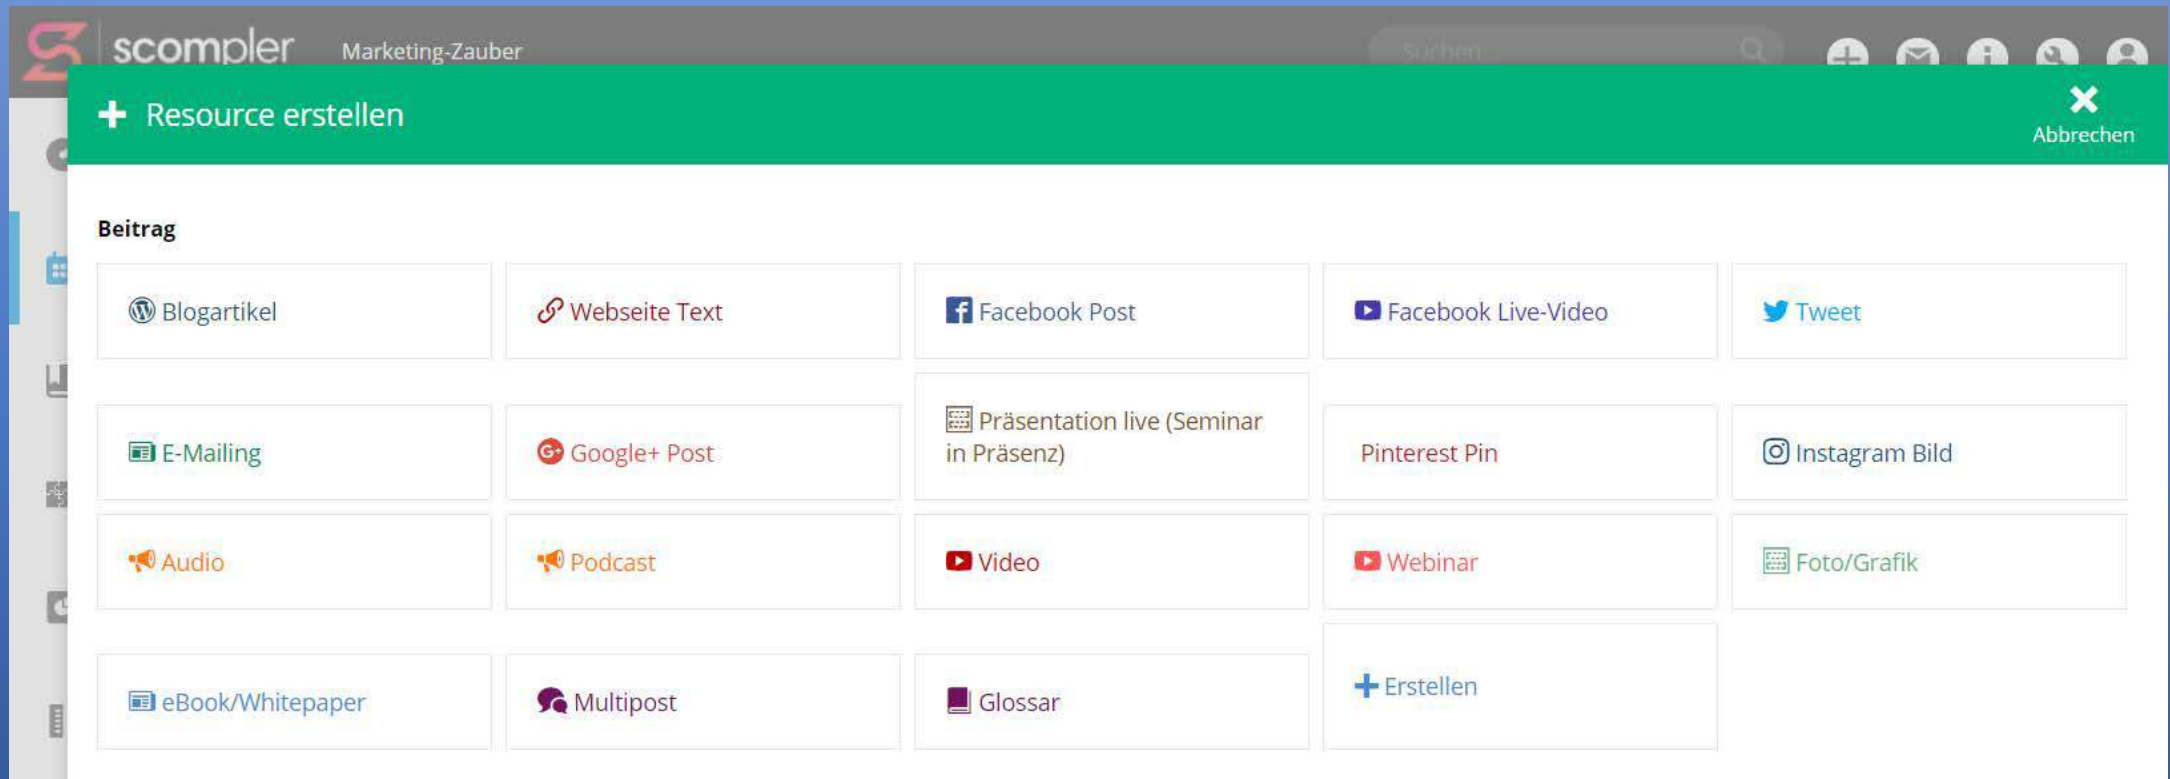 scompler
Marketing-Zauber
Suchen...
Resource erstellen
Abbrechen
Beitrag
Blogartikel
Webseite Text
Facebook Post
Facebook Live-Video
Tweet
E-Mailing
Google+ Post
Präsentation live (Seminar
in Präsenz)
Pinterest Pin
Instagram Bild
Audio
Podcast
Video
Webinar
Foto/Grafik
eBook/Whitepaper
Multipost
Glossar
Erstellen